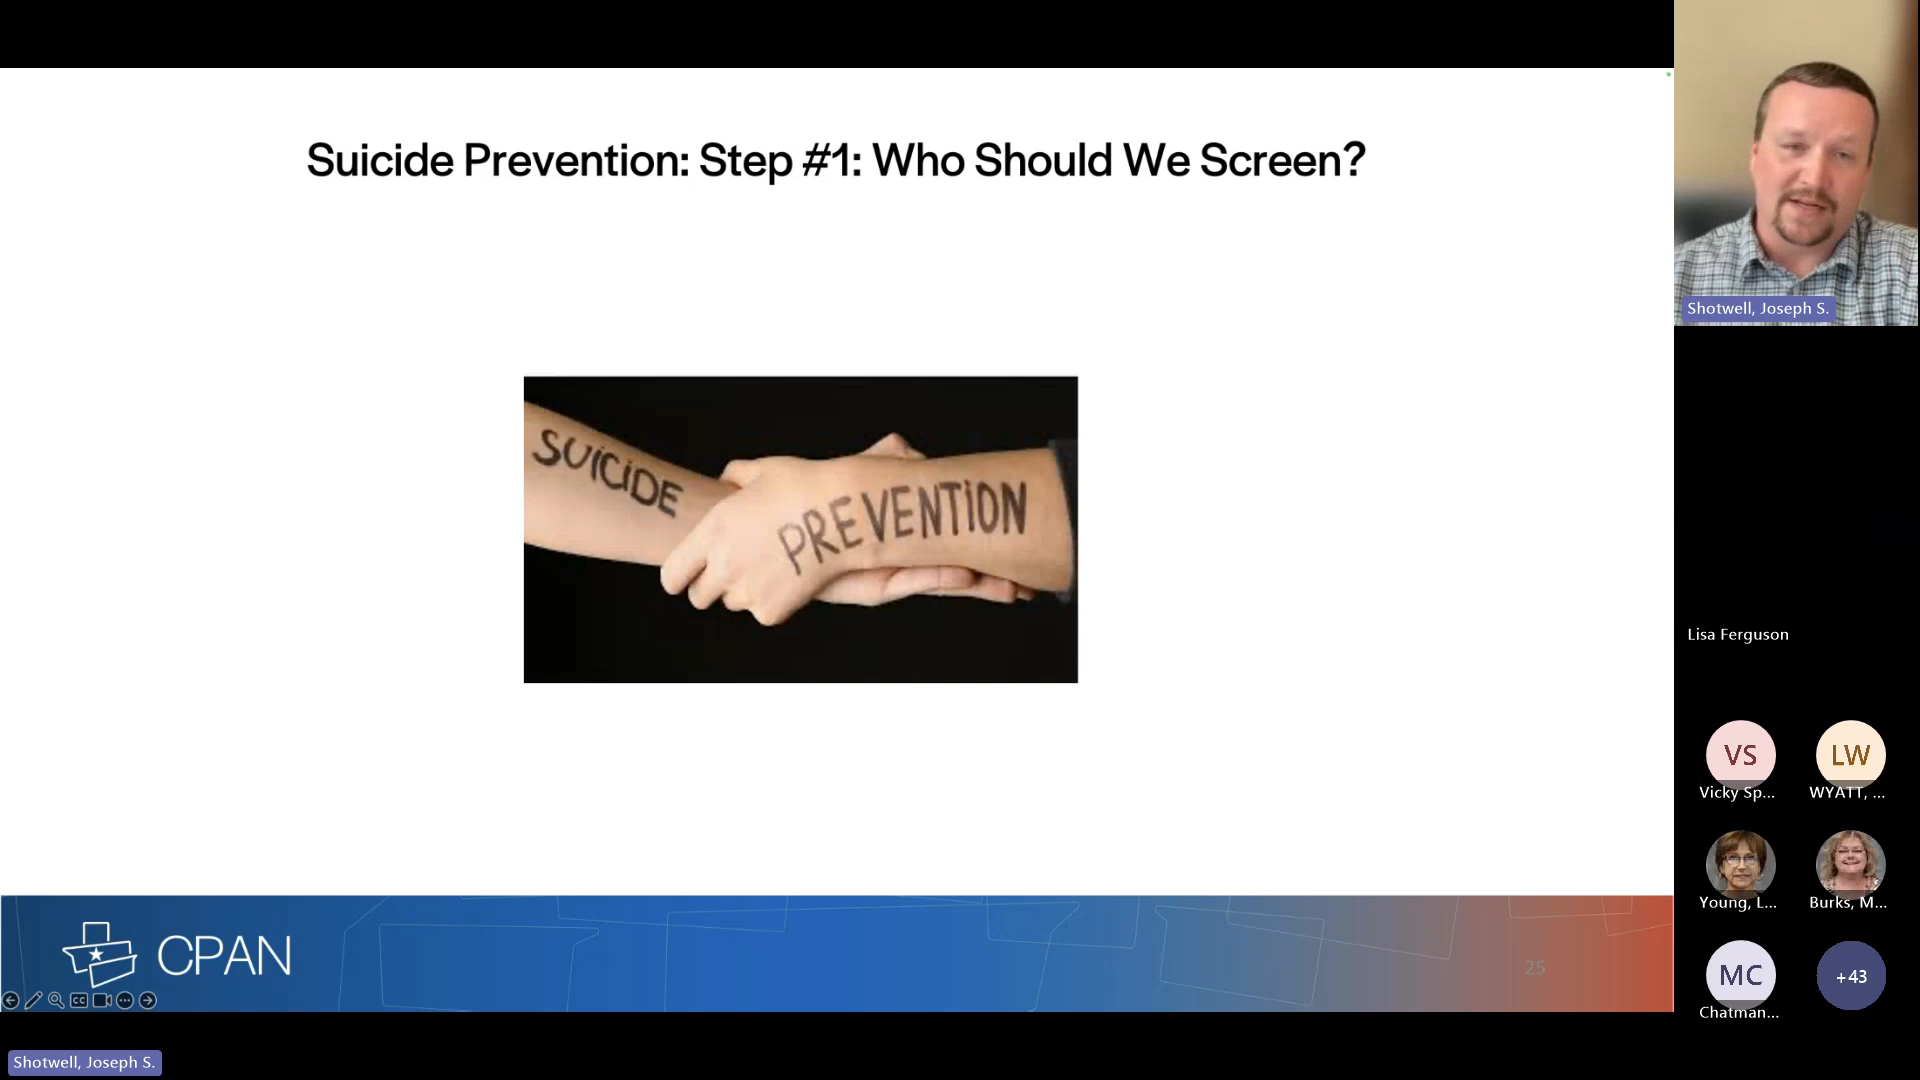 Suicide Prevention: Step #1: Who Should We Screen?
SUiCiDE
PREVENTiON
CPAN
25
CC
Shotwell, Joseph S.
Shotwell, Joseph S.
Lisa Ferguson
VS
LW
Vicky Sp...
WYATT, ...
Young, L...
Burks, M...
MC
+43
Chatman...